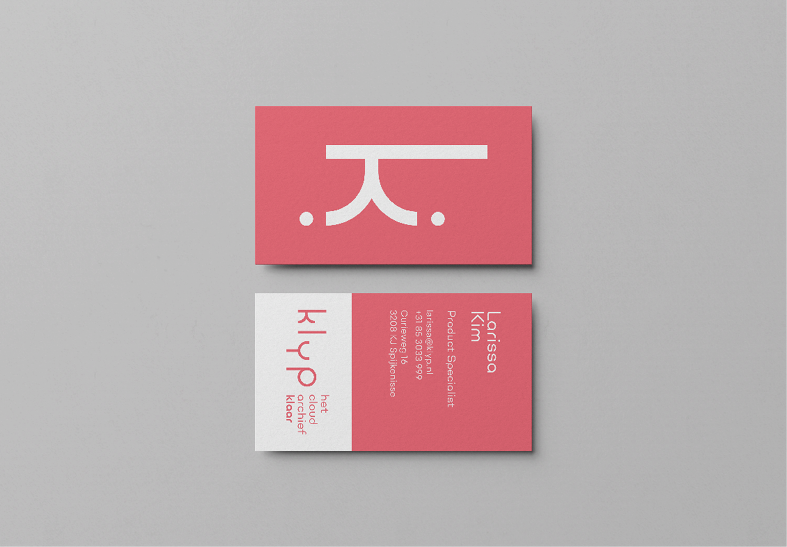 k
Larissa
Kim
Product Specialist
larissa@klyp.nl
+31 85 3033 999
Curieweg 16
3208 KJ Spijkenisse
klyp
het
cloud
archief
klaar